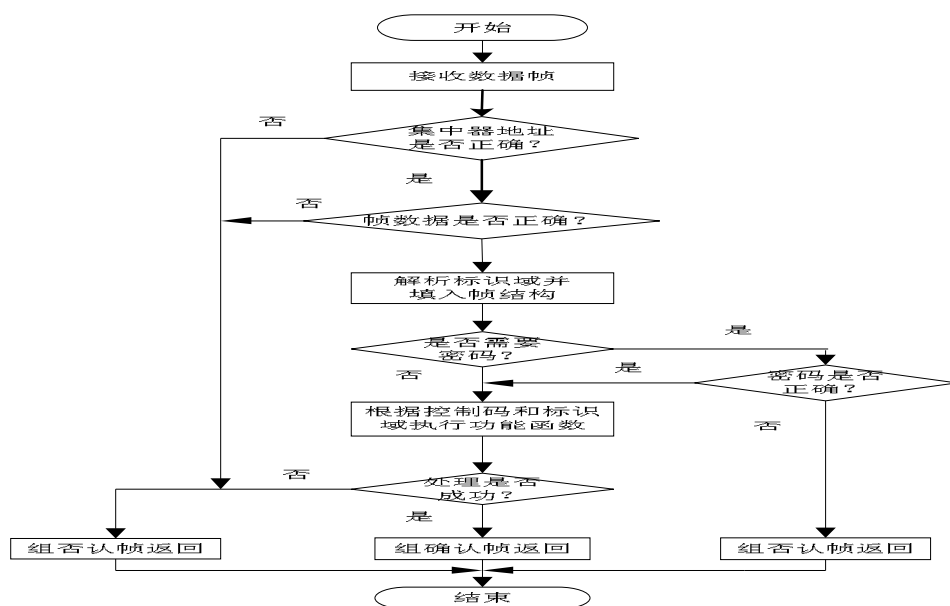 开始
接收数据帧
否
集中器地址
是否正确？
是
否
帧数据是否正确？
解析标识域并
填入帧结构
是
是否需要
密码？
是
密码是否
正确？
否
根据控制码和标识
域执行功能函数
否
否
处理是否
成功？
是
组否认帧返回
组确认帧返回
组否认帧返回
结束